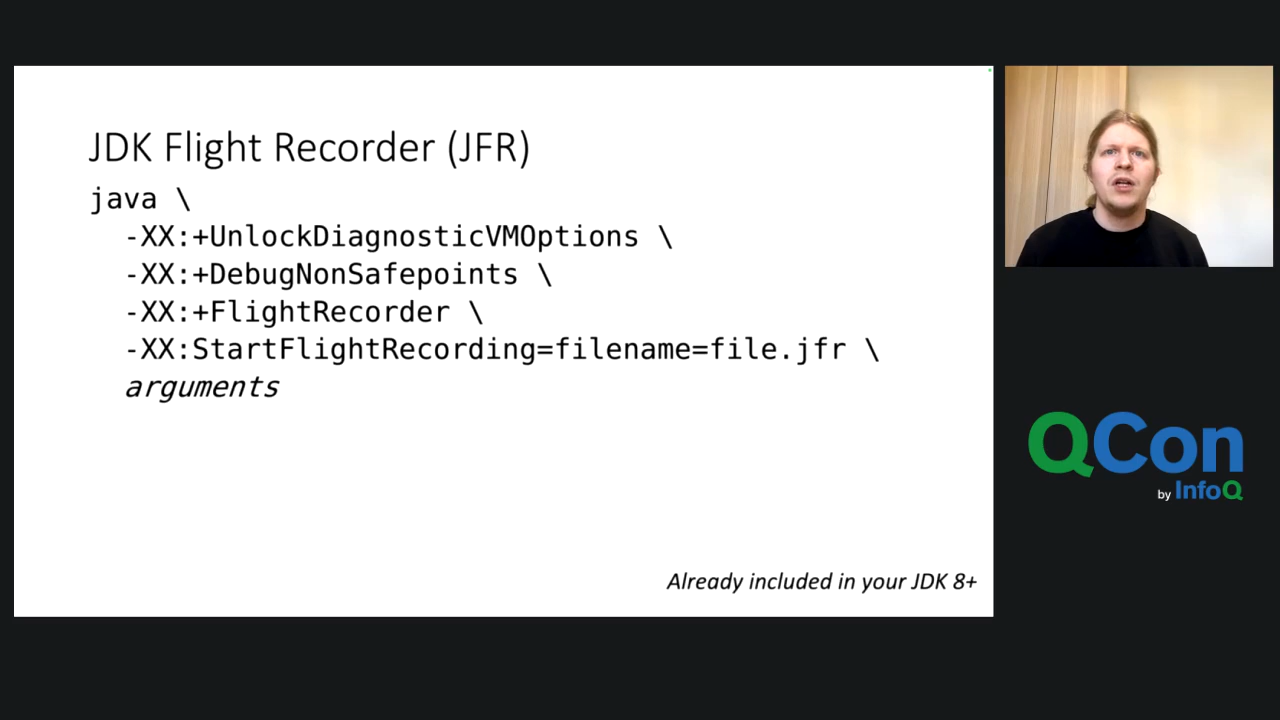 JDK Flight Recorder (JFR)
java \
-XX:+UnlockDiagnosticVMOptions \
-XX:+DebugNonSafepoints \
-XX:+FlightRecorder \
-XX:StartFlightRecording=filename=file.jfr \
arguments
Already included in your JDK 8+
QCon
by InfoQ